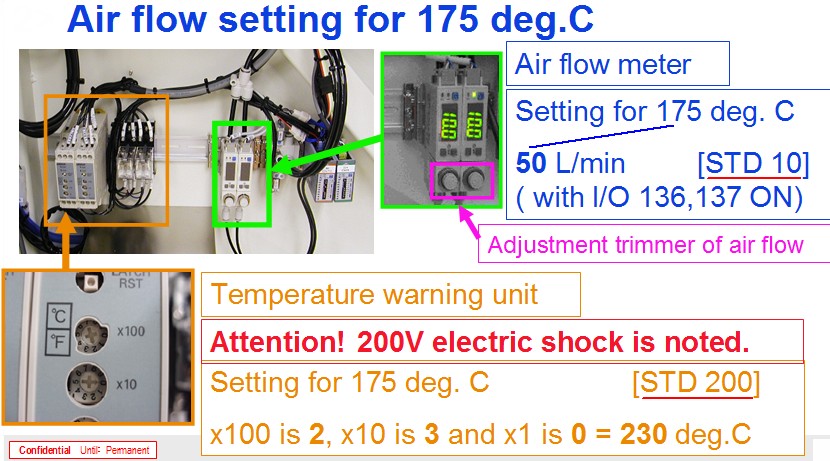 Air flow setting for 175 deg.C
Air flow meter
Setting for 175 deg. C
50 L/min [STD 10]
( with I/O 136,137 ON)
Adjustment trimmer of air flow
RST
°C
°F
x100
x10
Temperature warning unit
Attention! 200V electric shock is noted.
Setting for 175 deg. C [STD 200]
x100 is 2, x10 is 3 and x1 is 0 = 230 deg.C
Confidential Until: Permanent